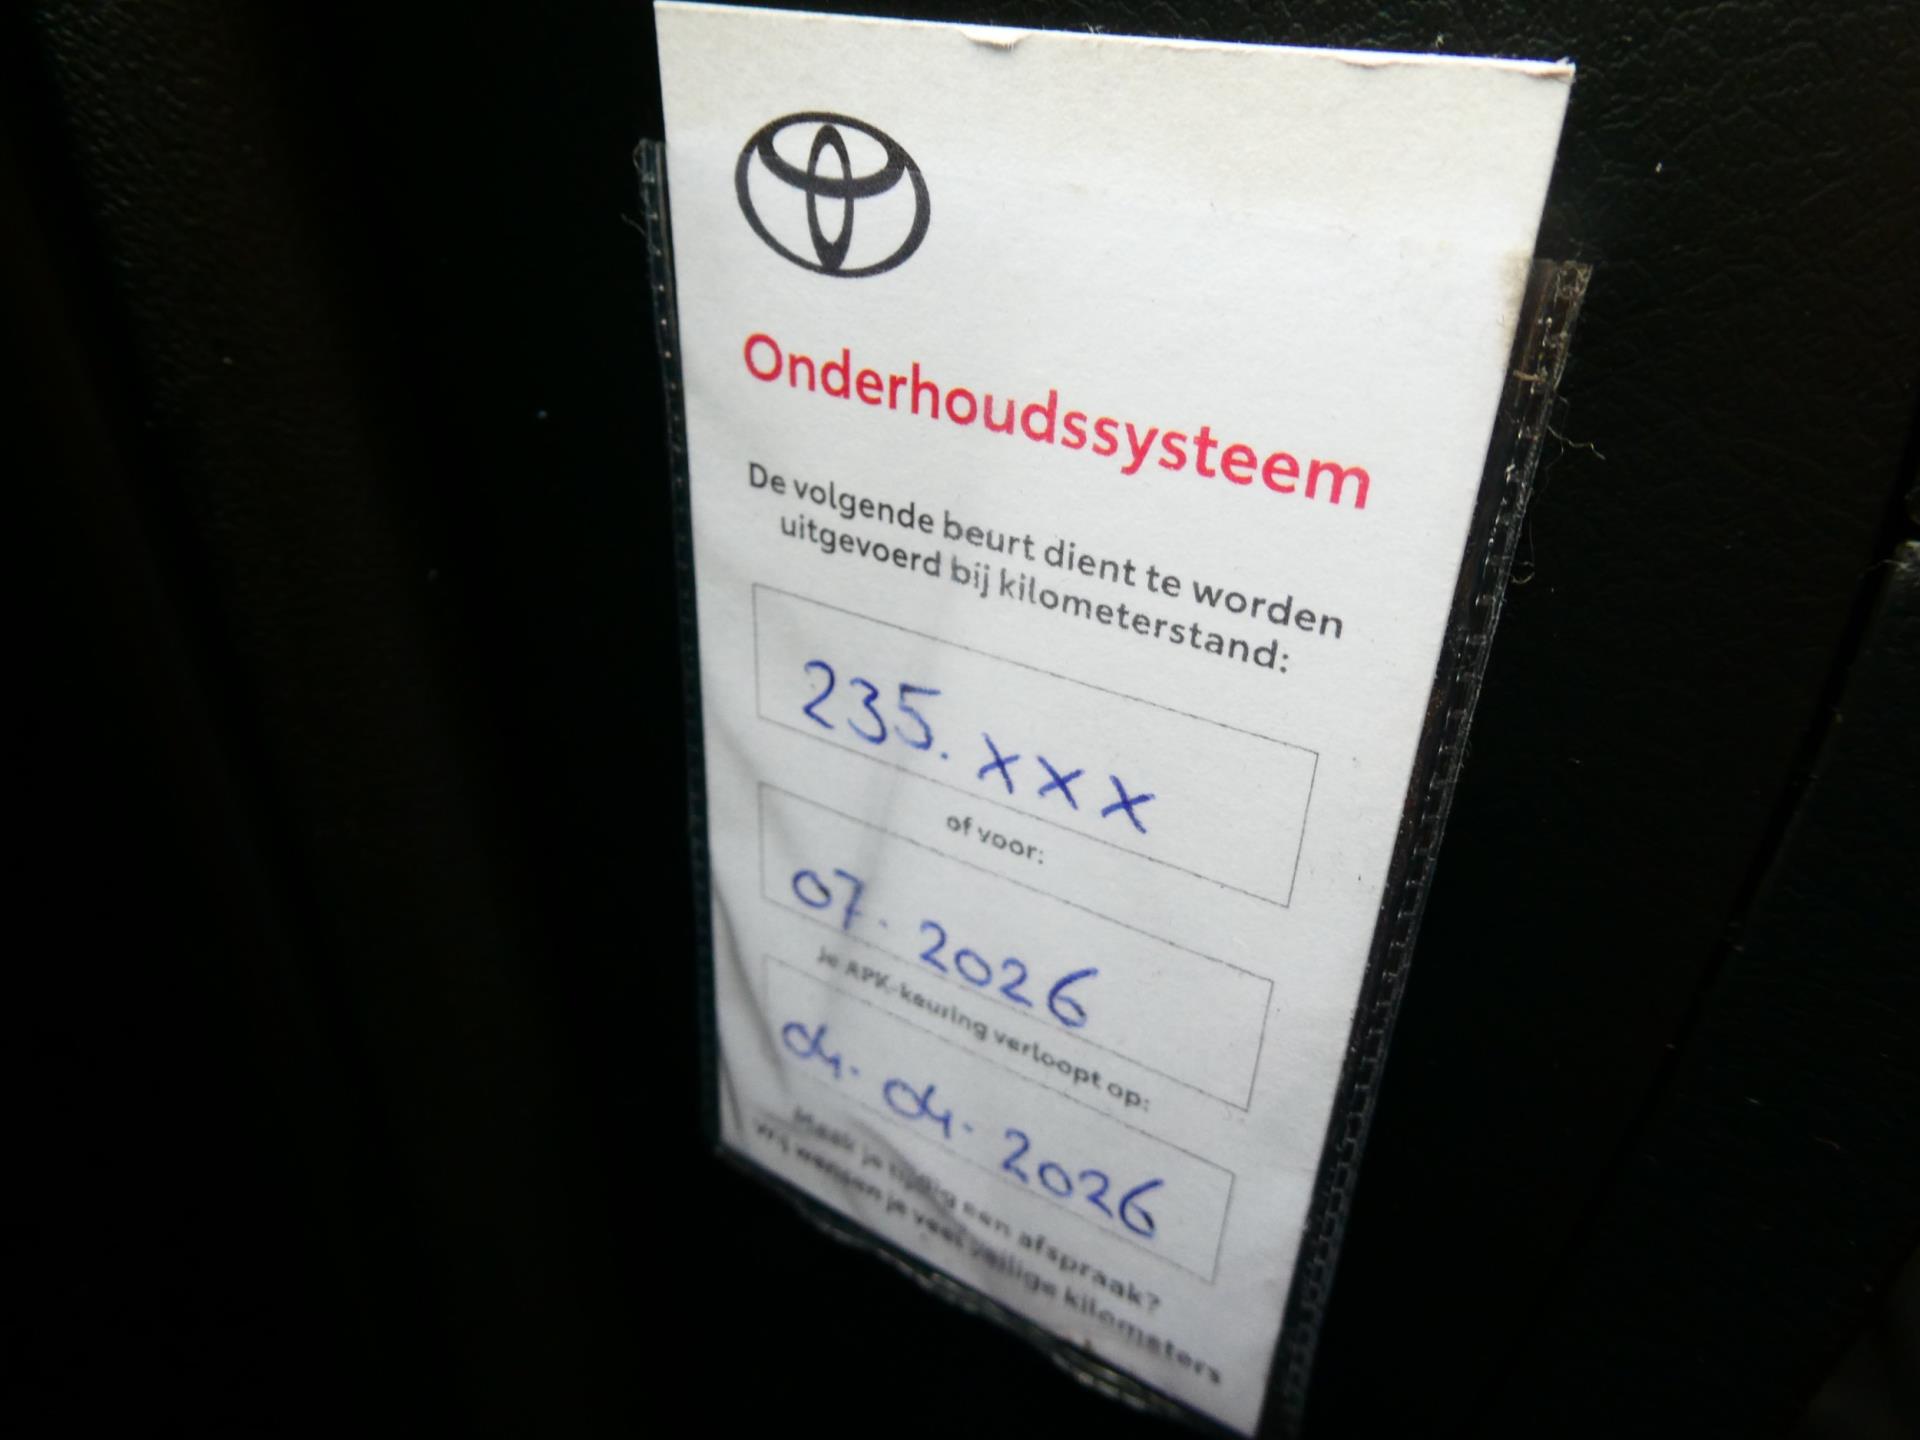 Onderhoudssysteem
De volgende beurt dient te worden
uitgevoerd bij kilometerstand:
235.xxx
of voor:
07.2026
je APK-keuring verloopt op:
04.04.2026
Maak je tijdig een afspraak?
Wij wensen je veel veilige kilometers